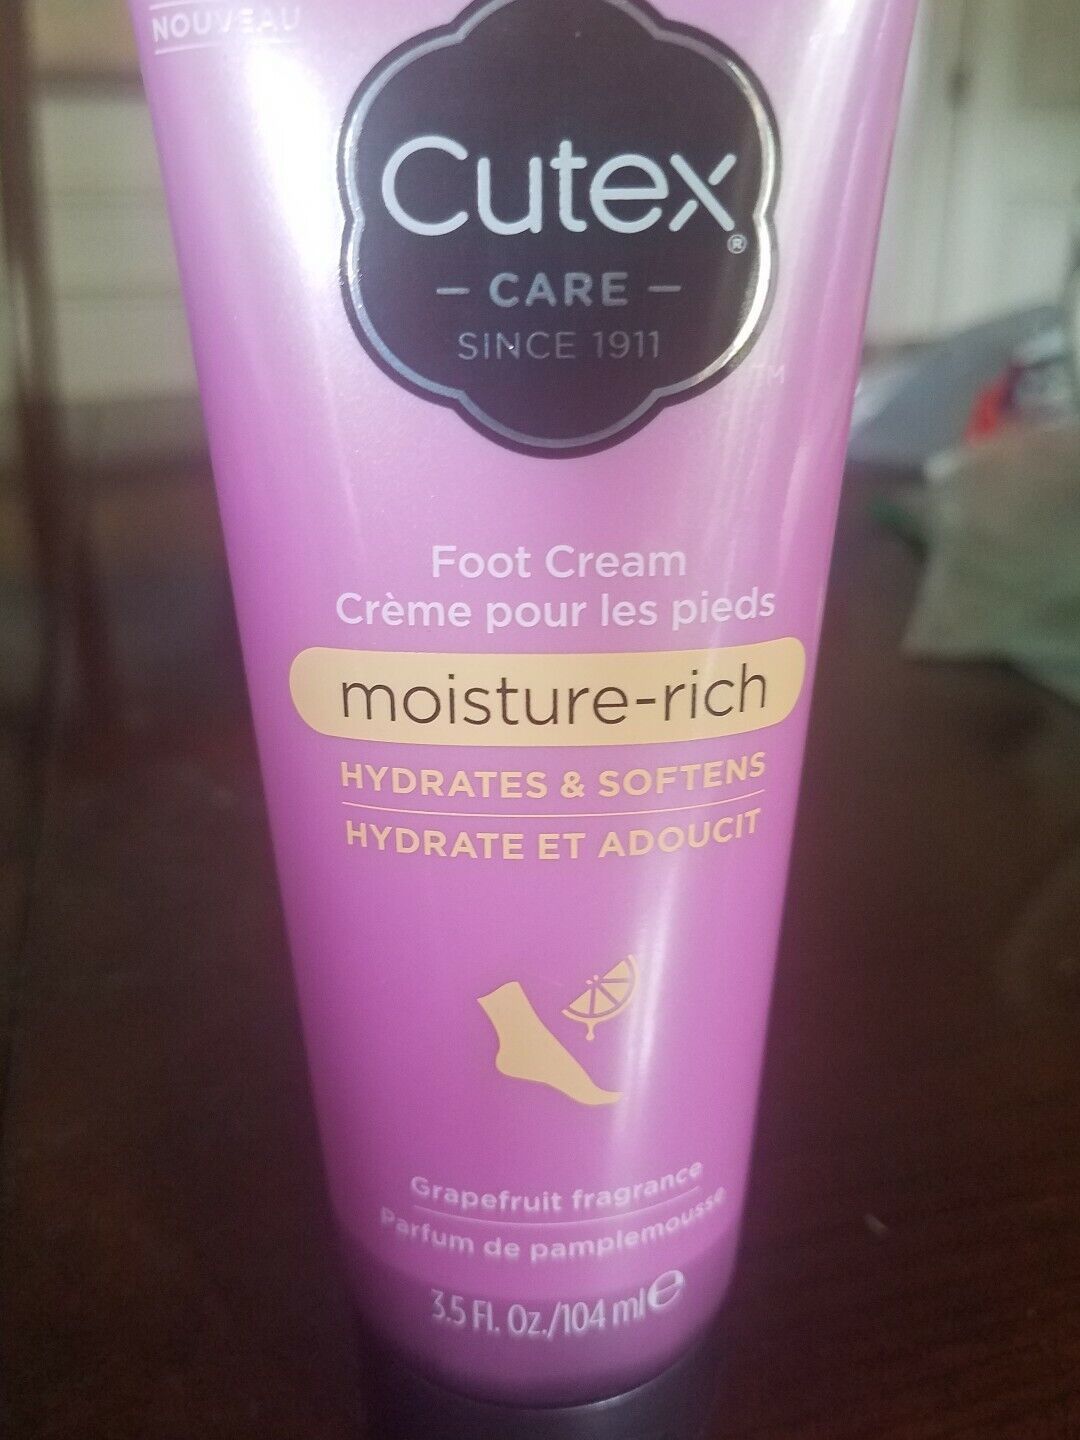 NOUVEAU
Cutex®
– CARE –
SINCE 1911
TM
Foot Cream
Crème pour les pieds
moisture-rich
HYDRATES & SOFTENS
HYDRATE ET ADOUCIT
Grapefruit fragrance
Parfum de pamplemousse
3.5 Fl. Oz./104 ml ℮